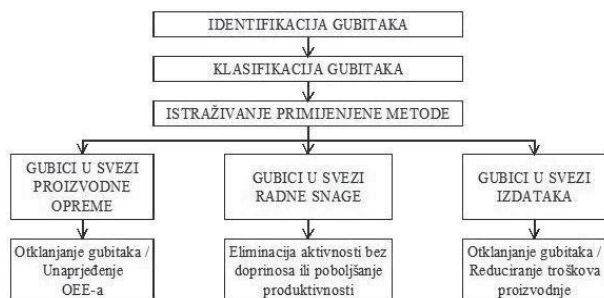 IDENTIFIKACIJA GUBITAKA
KLASIFIKACIJA GUBITAKA
ISTRAŽIVANJE PRIMIJENJENE METODE
GUBICI U SVEZI
PROIZVODNE
OPREME
GUBICI U SVEZI
RADNE SNAGE
GUBICI U SVEZI
IZDATAKA
Otklanjanje gubitaka /
Unaprjeđenje
OEE-a
Eliminacija aktivnosti bez
doprinosa ili poboljšanje
produktivnosti
Otklanjanje gubitaka /
Reduciranje troškova
proizvodnje